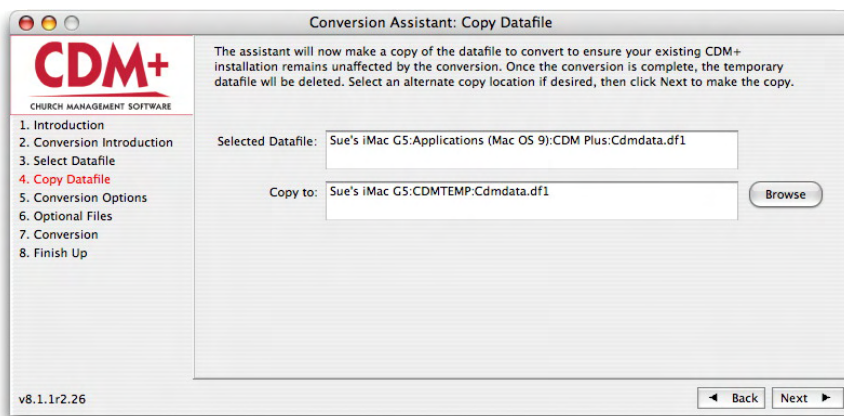 Conversion Assistant: Copy Datafile
CDM+
CHURCH MANAGEMENT SOFTWARE
1. Introduction
2. Conversion Introduction
3. Select Datafile
4. Copy Datafile
5. Conversion Options
6. Optional Files
7. Conversion
8. Finish Up
v8.1.1r2.26
The assistant will now make a copy of the datafile to convert to ensure your existing CDM+
installation remains unaffected by the conversion. Once the conversion is complete, the temporary
datafile wll be deleted. Select an alternate copy location if desired, then click Next to make the copy.
Selected Datafile: Sue's iMac G5:Applications (Mac OS 9):CDM Plus:Cdmdata.df1
Copy to: Sue's iMac G5:CDMTEMP:Cdmdata.df1 Browse
Back Next